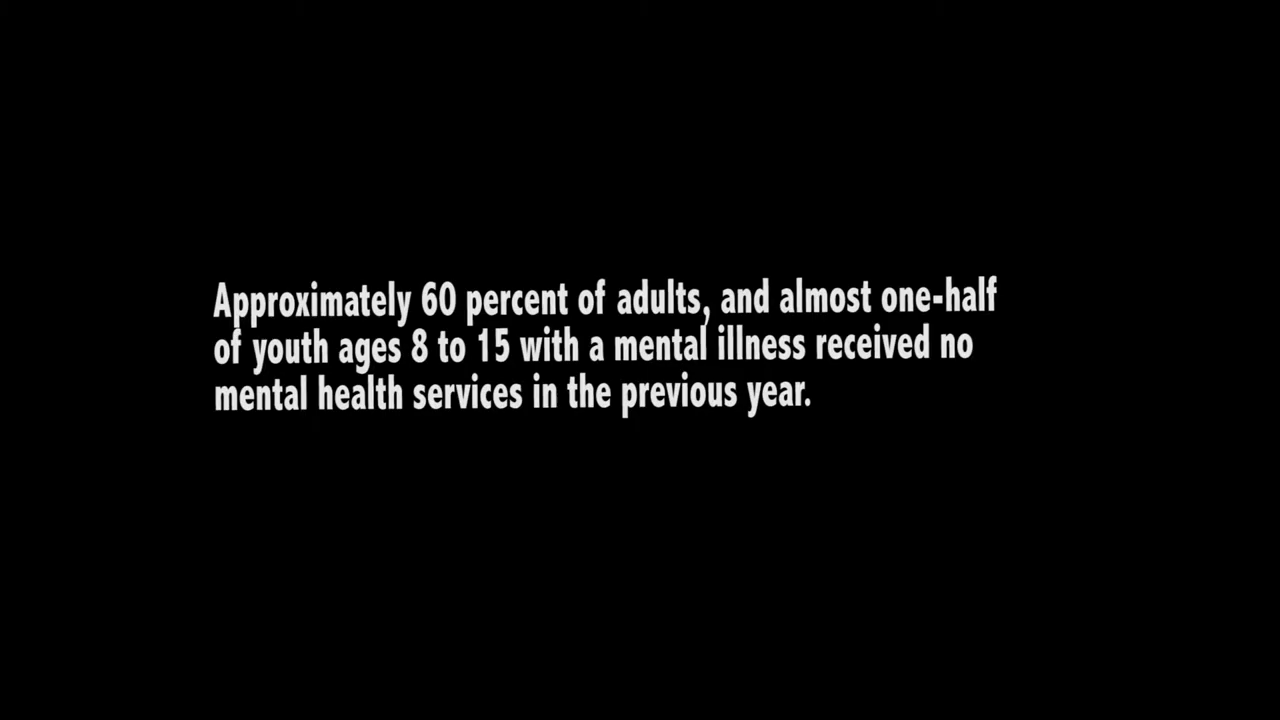 Approximately 60 percent of adults, and almost one-half
of youth ages 8 to 15 with a mental illness received no
mental health services in the previous year.